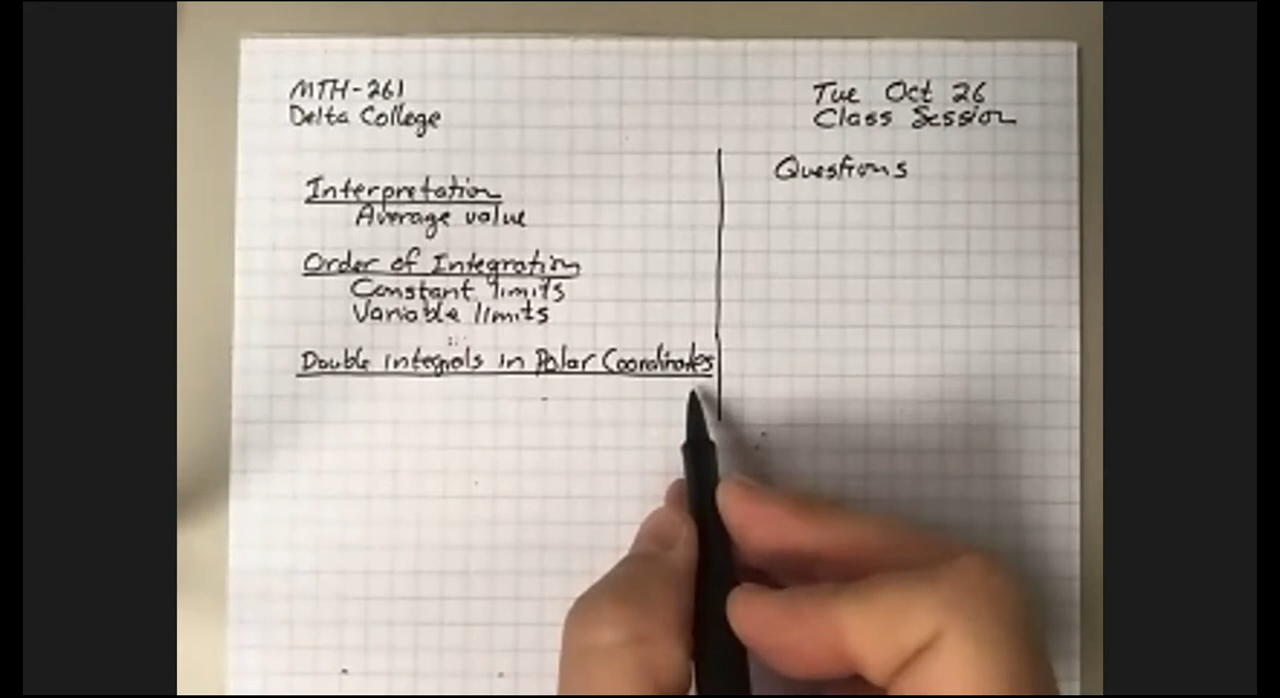 MTH-261
Delta College
Tue Oct 26
Class Session
Interpretation
Average value
Order of Integration
Constant limits
Variable limits
Double Integrals in Polar Coordinates
Questions